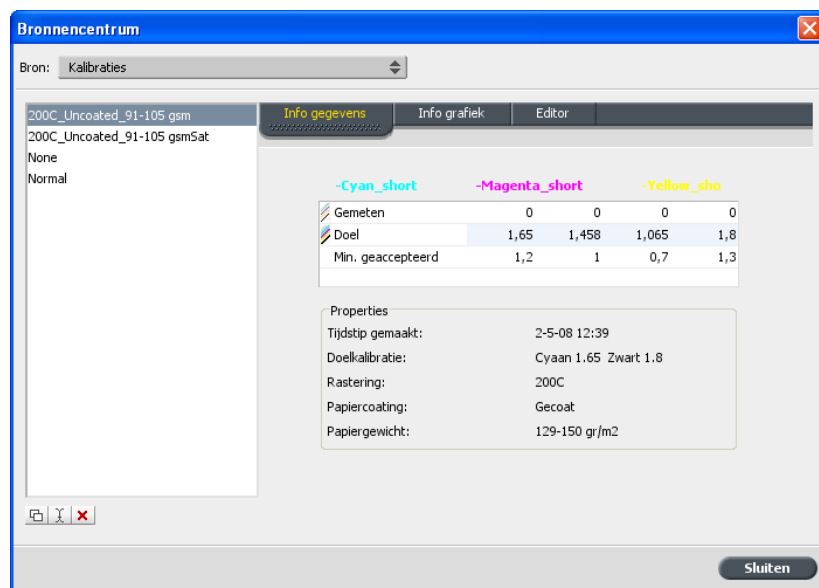 Bronnencentrum
Bron: Kalibraties
200C_Uncoated_91-105 gsm
200C_Uncoated_91-105 gsmSat
None
Normal
Info gegevens Info grafiek Editor
-Cyan_short -Magenta_short -Yellow_sho
Gemeten 0 0 0 0
Doel 1,65 1,458 1,065 1,8
Min. geaccepteerd 1,2 1 0,7 1,3
Properties
Tijdstip gemaakt: 2-5-08 12:39
Doelkalibratie: Cyaan 1.65 Zwart 1.8
Rastering: 200C
Papiercoating: Gecoat
Papiergewicht: 129-150 gr/m2
Sluiten